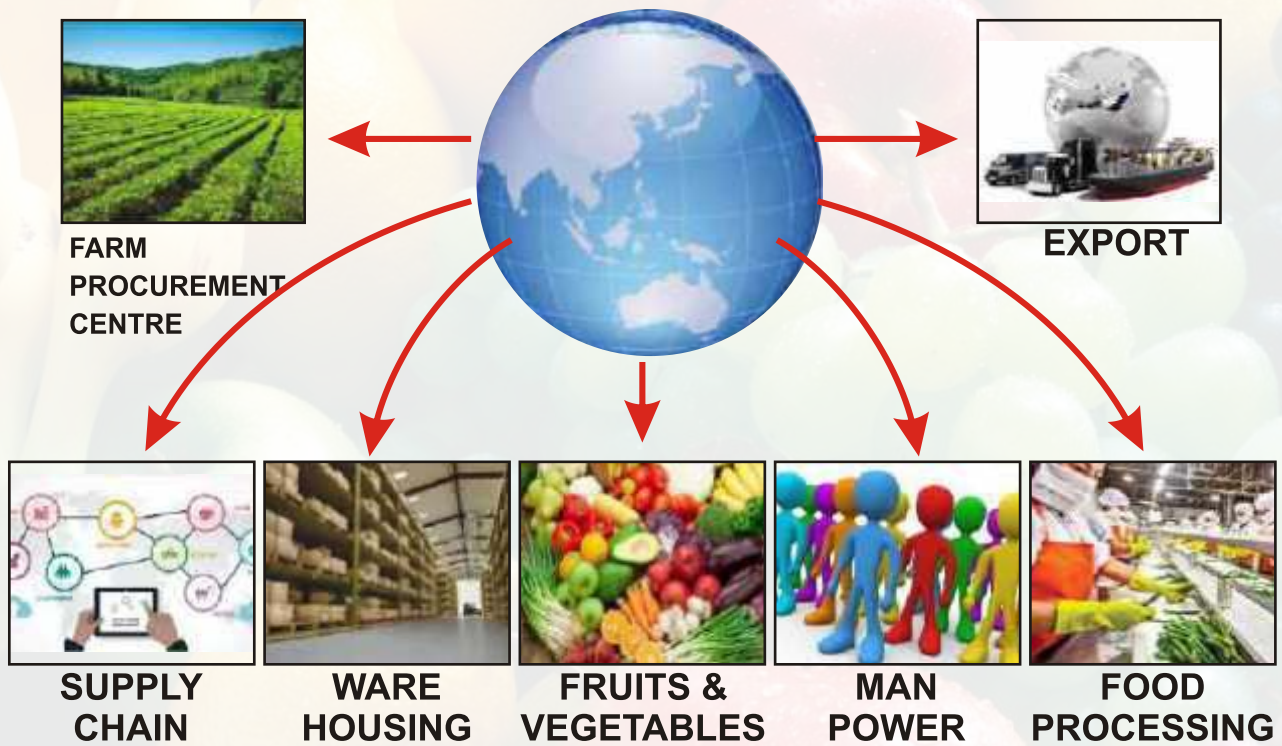 FARM
PROCUREMENT
CENTRE
EXPORT
SUPPLY
CHAIN
WARE
HOUSING
FRUITS &
VEGETABLES
MAN
POWER
FOOD
PROCESSING